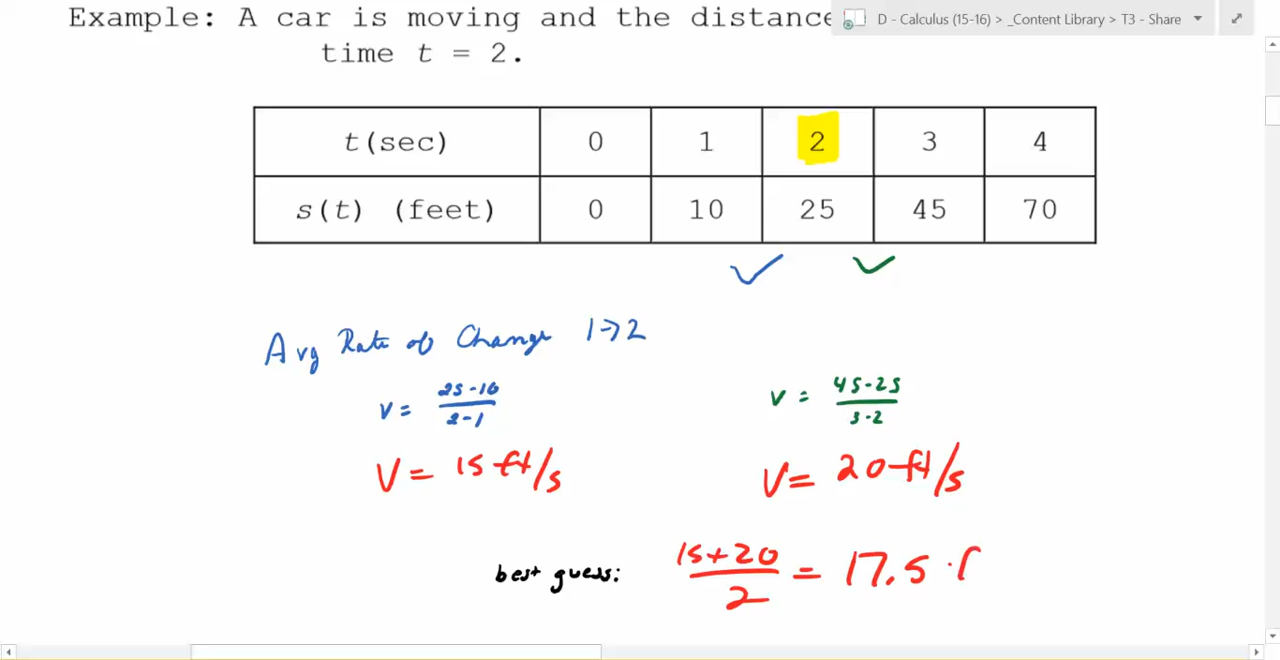 Example: A car is moving and the distance
D - Calculus (15-16) > _Content Library > T3 - Share
time t = 2.
t(sec) 0 1 2 3 4
s(t) (feet) 0 10 25 45 70
Avg Rate of Change 1→2
v = 25-10 / 2-1
v = 45-25 / 3-2
V = 15 ft/s
V = 20 ft/s
best guess: 15+20 / 2 = 17.5